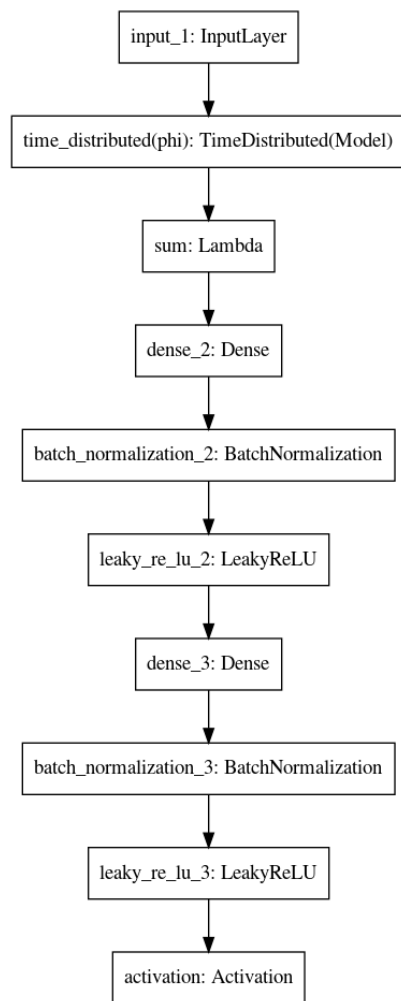 input_1: InputLayer
time_distributed(phi): TimeDistributed(Model)
sum: Lambda
dense_2: Dense
batch_normalization_2: BatchNormalization
leaky_re_lu_2: LeakyReLU
dense_3: Dense
batch_normalization_3: BatchNormalization
leaky_re_lu_3: LeakyReLU
activation: Activation